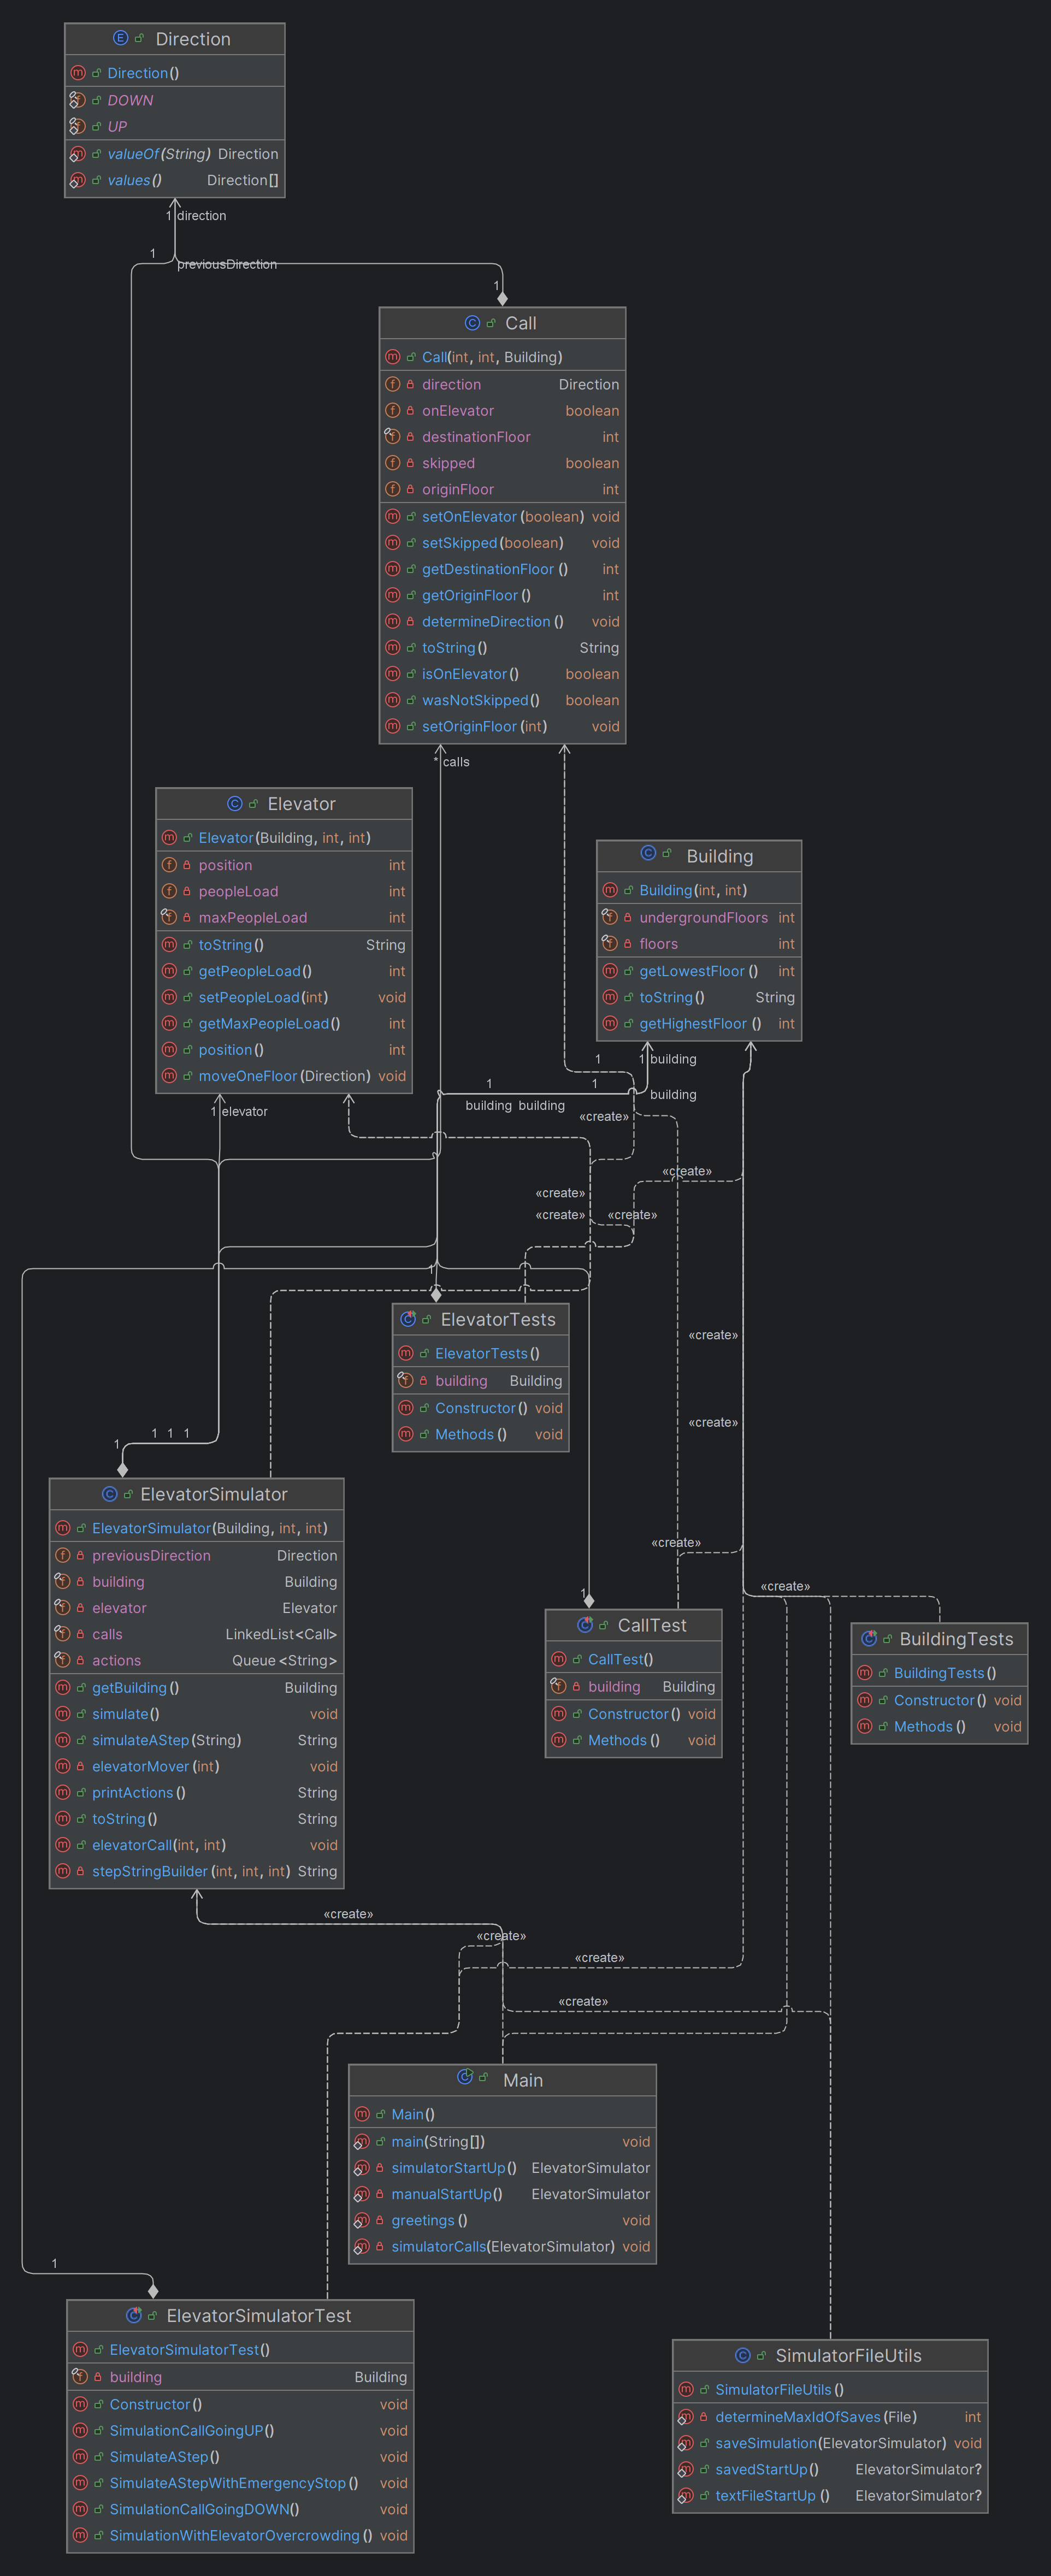 Direction
Direction()
DOWN
UP
valueOf(String) Direction
values() Direction[]
1 direction
1
previousDirection
1
Call
Call(int, int, Building)
direction Direction
onElevator boolean
destinationFloor int
skipped boolean
originFloor int
setOnElevator(boolean) void
setSkipped(boolean) void
getDestinationFloor() int
getOriginFloor() int
determineDirection() void
toString() String
isOnElevator() boolean
wasNotSkipped() boolean
setOriginFloor(int) void
* calls
Elevator
Elevator(Building, int, int)
position int
peopleLoad int
maxPeopleLoad int
toString() String
getPeopleLoad() int
setPeopleLoad(int) void
getMaxPeopleLoad() int
position() int
moveOneFloor(Direction) void
Building
Building(int, int)
undergroundFloors int
floors int
getLowestFloor() int
toString() String
getHighestFloor() int
1 1 building
1 1 building
building building
1 elevator
«create»
«create»
«create»
«create» «create»
1
ElevatorTests
ElevatorTests()
building Building
Constructor() void
Methods() void
«create»
«create»
1 1 1 1
ElevatorSimulator
ElevatorSimulator(Building, int, int)
previousDirection Direction
building Building
elevator Elevator
calls LinkedList<Call>
actions Queue<String>
getBuilding() Building
simulate() void
simulateAStep(String) String
elevatorMover(int) void
printActions() String
toString() String
elevatorCall(int, int) void
stepStringBuilder(int, int, int) String
«create»
«create»
1
CallTest
CallTest()
building Building
Constructor() void
Methods() void
BuildingTests
BuildingTests()
Constructor() void
Methods() void
«create»
«create»
«create»
«create»
Main
Main()
main(String[]) void
simulatorStartUp() ElevatorSimulator
manualStartUp() ElevatorSimulator
greetings() void
simulatorCalls(ElevatorSimulator) void
1
ElevatorSimulatorTest
ElevatorSimulatorTest()
building Building
Constructor() void
SimulationCallGoingUP() void
SimulateAStep() void
SimulateAStepWithEmergencyStop() void
SimulationCallGoingDOWN() void
SimulationWithElevatorOvercrowding() void
SimulatorFileUtils
SimulatorFileUtils()
determineMaxIdOfSaves(File) int
saveSimulation(ElevatorSimulator) void
savedStartUp() ElevatorSimulator?
textFileStartUp() ElevatorSimulator?